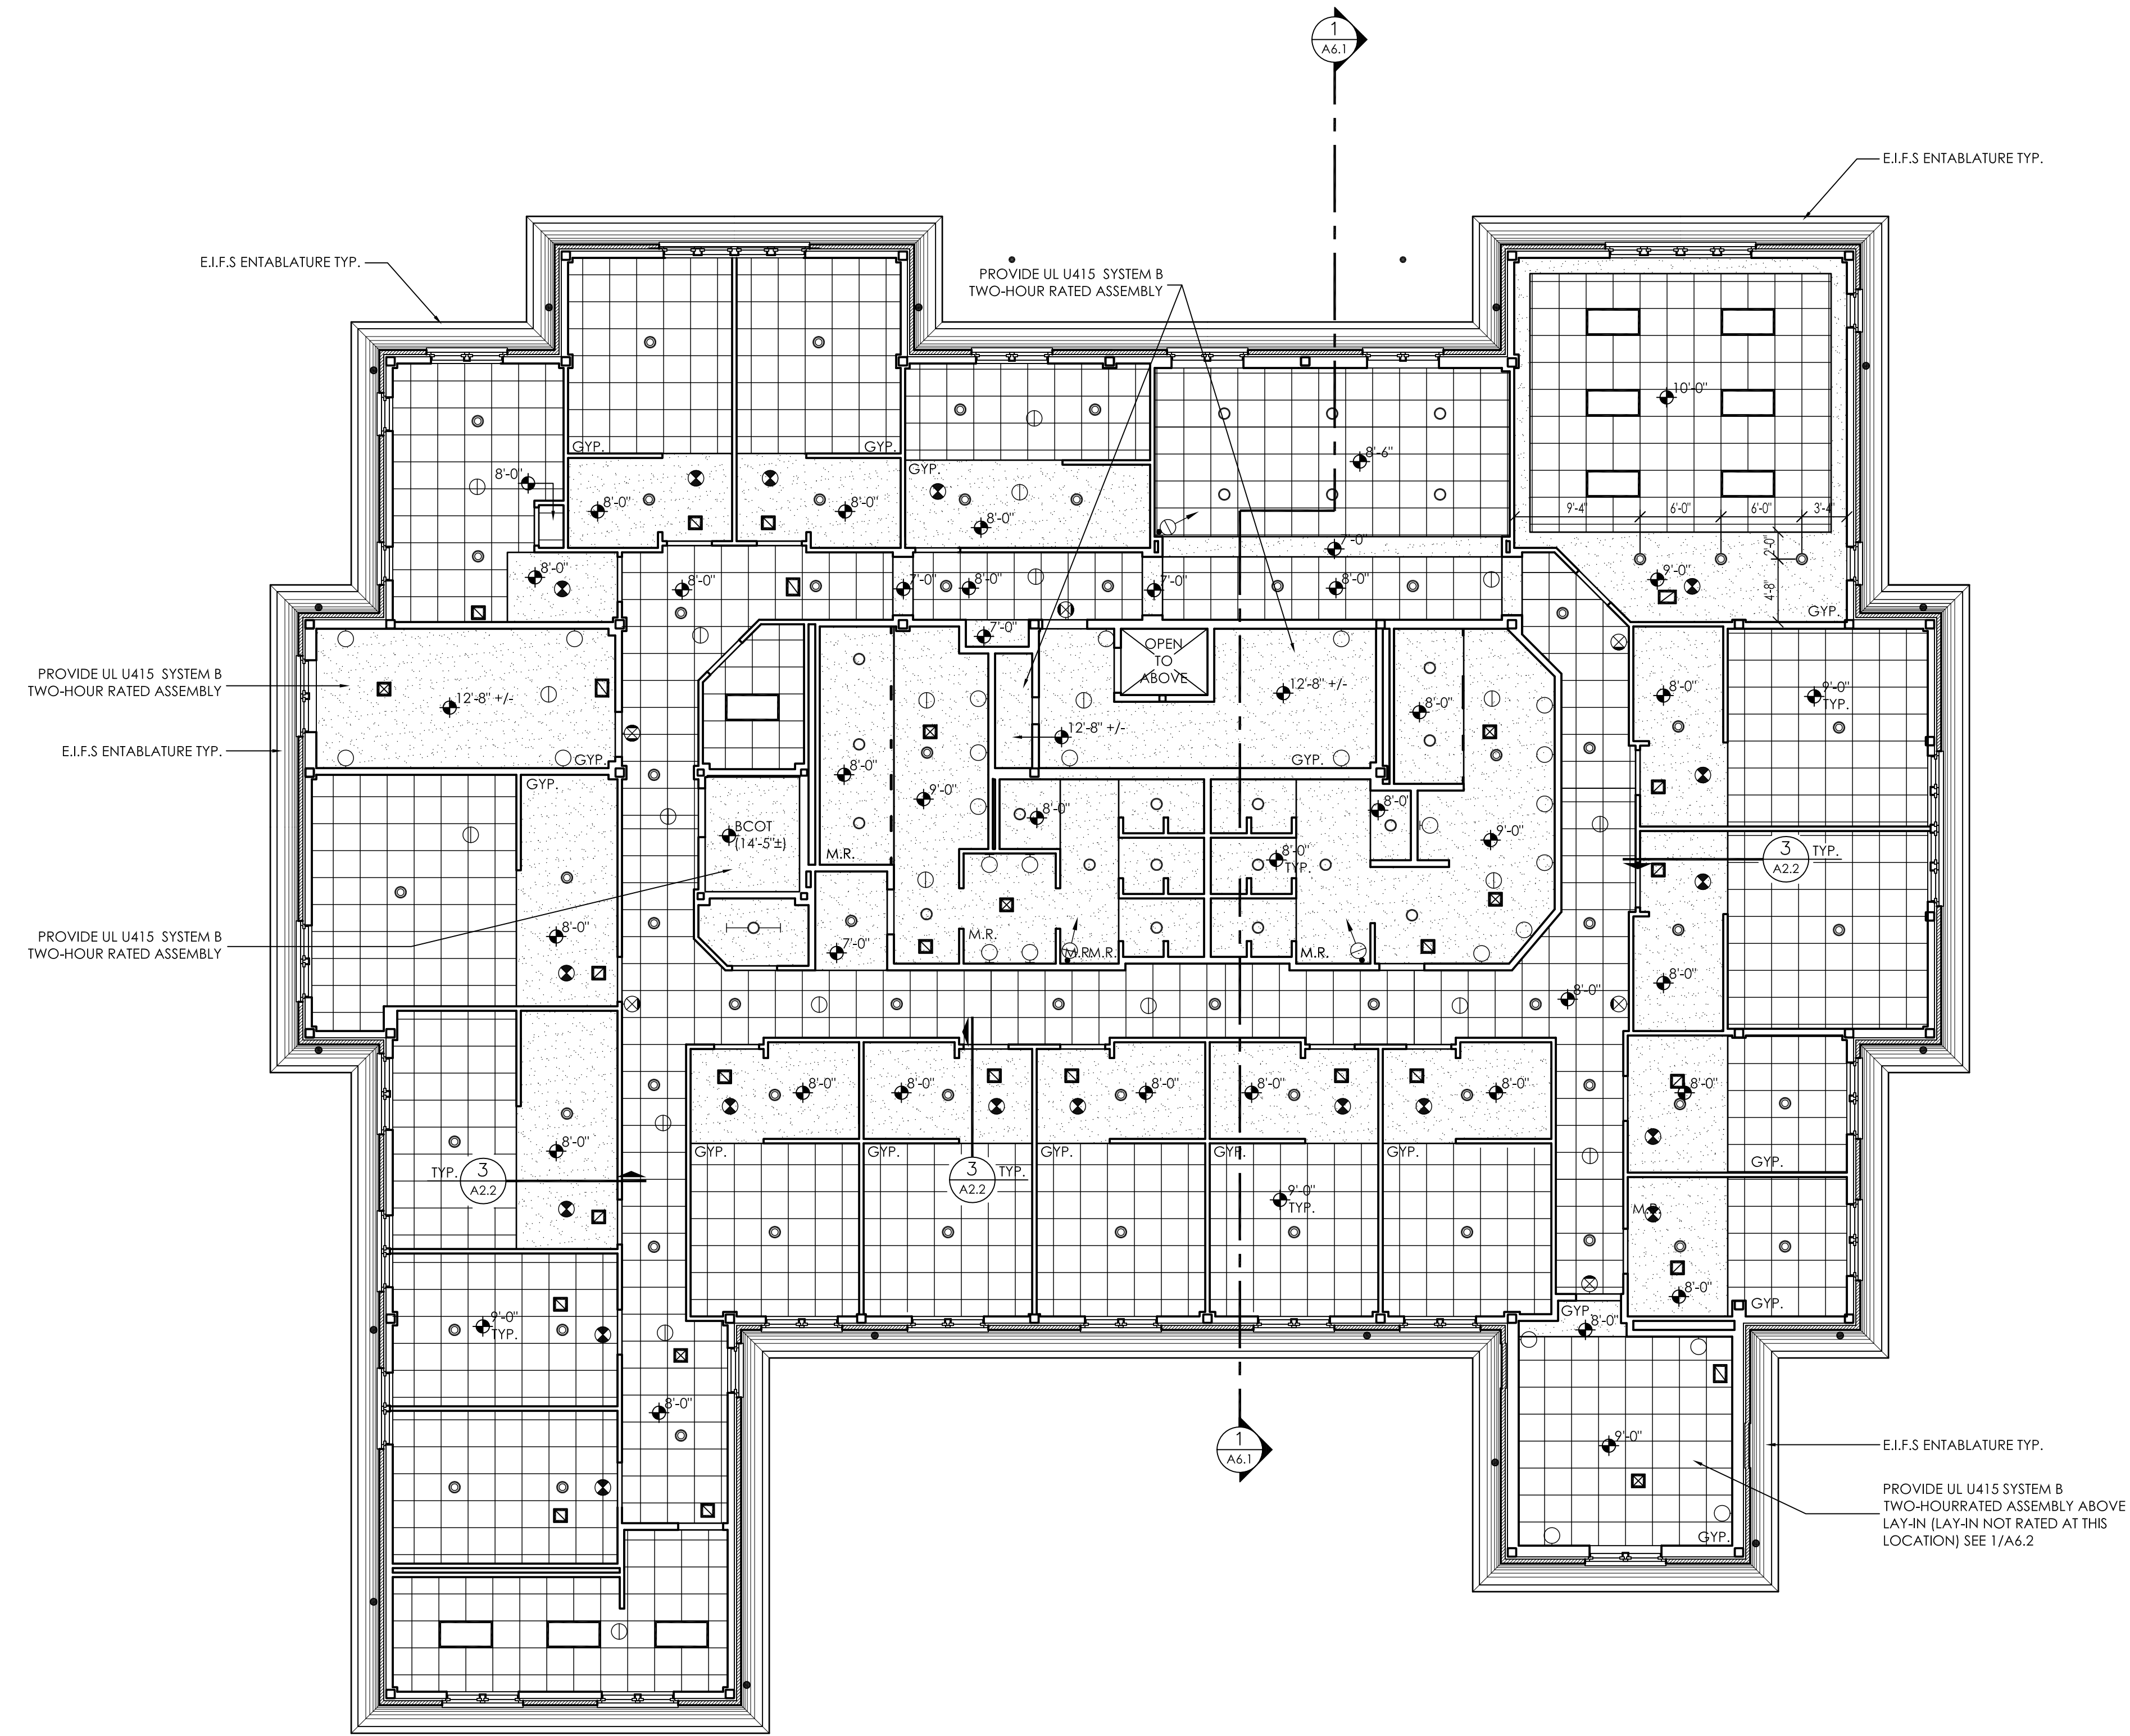 1
A6.1
E.I.F.S ENTABLATURE TYP.
E.I.F.S ENTABLATURE TYP.
PROVIDE UL U415 SYSTEM B
TWO-HOUR RATED ASSEMBLY
10'-0"
GYP.
GYP.
GYP.
8'-6"
8'-0"
8'-0"
8'-0"
8'-0"
9'-4"
6'-0"
6'-0"
3'-4"
2'-0"
4'-8"
7'-0"
8'-0"
8'-0"
7'-0"
8'-0"
7'-0"
8'-0"
9'-0"
GYP.
7'-0"
OPEN
TO
ABOVE
PROVIDE UL U415 SYSTEM B
TWO-HOUR RATED ASSEMBLY
12'-8" +/-
12'-8" +/-
8'-0"
8'-0"
9'-0"
TYP.
12'-8" +/-
E.I.F.S ENTABLATURE TYP.
GYP.
GYP.
8'-0"
GYP.
9'-0"
8'-0"
8'-0"
BCOT
(14'-5"±)
9'-0"
M.R.
8'-0"
TYP.
3
A2.2
TYP.
PROVIDE UL U415 SYSTEM B
TWO-HOUR RATED ASSEMBLY
8'-0"
7'-0"
M.R.
M.R.
M.R.
M.R.
8'-0"
8'-0"
8'-0"
8'-0"
8'-0"
8'-0"
8'-0"
8'-0"
8'-0"
GYP.
GYP.
GYP.
GYP.
GYP.
GYP.
TYP.
3
A2.2
3
A2.2
TYP.
9'-0"
TYP.
M.R.
8'-0"
GYP.
GYP.
8'-0"
9'-0"
TYP.
8'-0"
9'-0"
GYP.
1
A6.1
E.I.F.S ENTABLATURE TYP.
PROVIDE UL U415 SYSTEM B
TWO-HOURRATED ASSEMBLY ABOVE
LAY-IN (LAY-IN NOT RATED AT THIS
LOCATION) SEE 1/A6.2